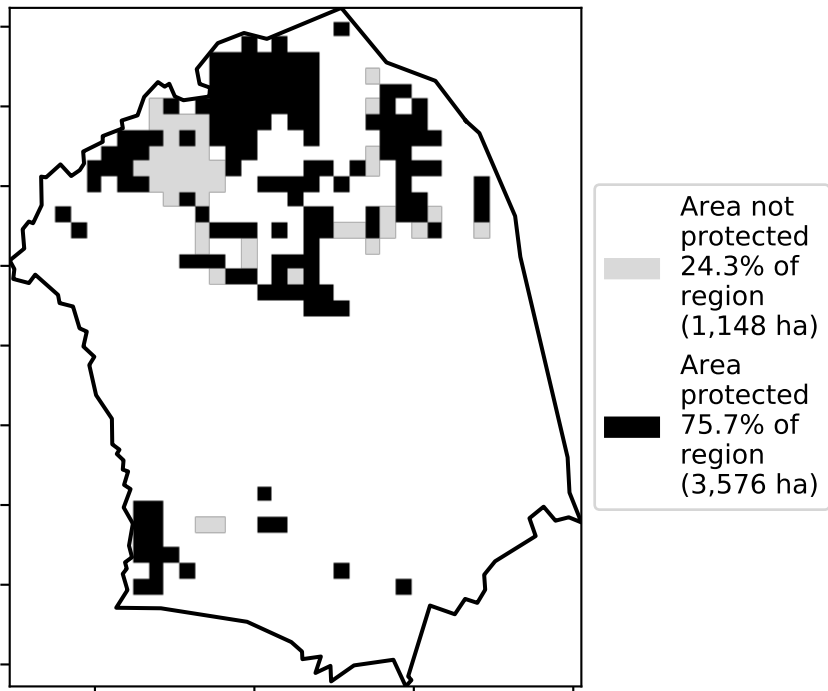 Area not
protected
24.3% of
region
(1,148 ha)
Area
protected
75.7% of
region
(3,576 ha)